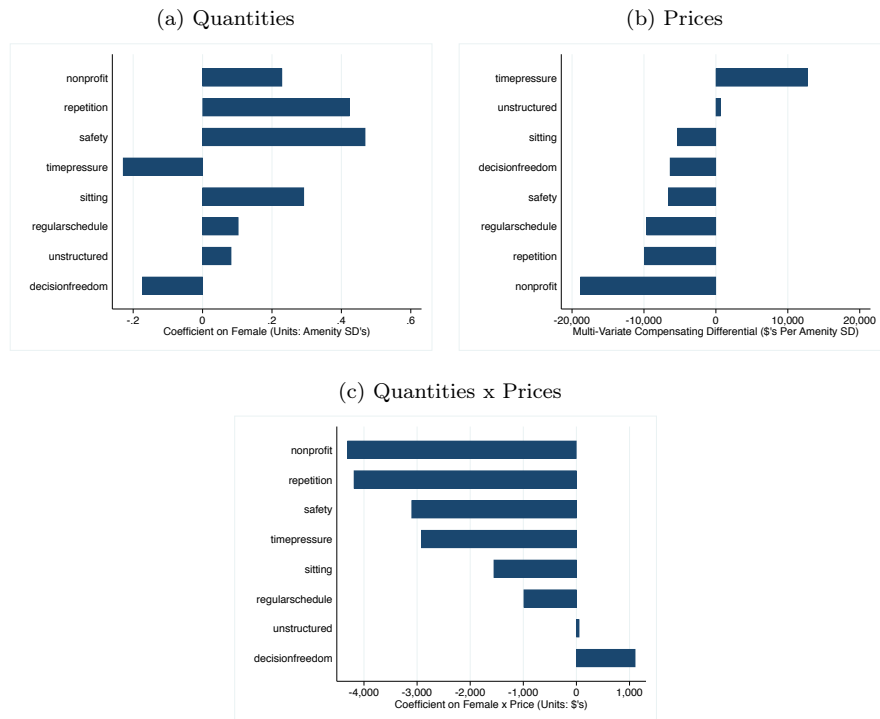 (a) Quantities
nonprofit
repetition
safety
timepressure
sitting
regularschedule
unstructured
decisionfreedom
-.2 0 .2 .4 .6
Coefficient on Female (Units: Amenity SD's)
(b) Prices
timepressure
unstructured
sitting
decisionfreedom
safety
regularschedule
repetition
nonprofit
-20,000 -10,000 0 10,000 20,000
Multi-Variate Compensating Differential ($'s Per Amenity SD)
(c) Quantities x Prices
nonprofit
repetition
safety
timepressure
sitting
regularschedule
unstructured
decisionfreedom
-4,000 -3,000 -2,000 -1,000 0 1,000
Coefficient on Female x Price (Units: $'s)